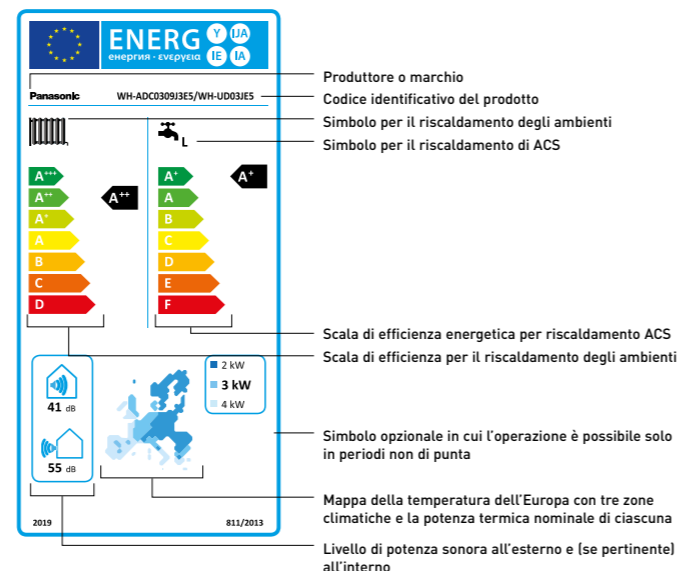 ENERG
енергия · ενεργεια
Y IJA
IE IA
Produttore o marchio
Panasonic WH-ADC0309J3E5/WH-UD03JE5
Codice identificativo del prodotto
Simbolo per il riscaldamento degli ambienti
L
Simbolo per il riscaldamento di ACS
A+++
A++
A+
A
B
C
D
A++
A+
A
B
C
D
E
F
A+
Scala di efficienza energetica per riscaldamento ACS
Scala di efficienza per il riscaldamento degli ambienti
41 dB
55 dB
2 kW
3 kW
4 kW
Simbolo opzionale in cui l'operazione è possibile solo
in periodi non di punta
Mappa della temperatura dell'Europa con tre zone
climatiche e la potenza termica nominale di ciascuna
2019 811/2013
Livello di potenza sonora all'esterno e (se pertinente)
all'interno